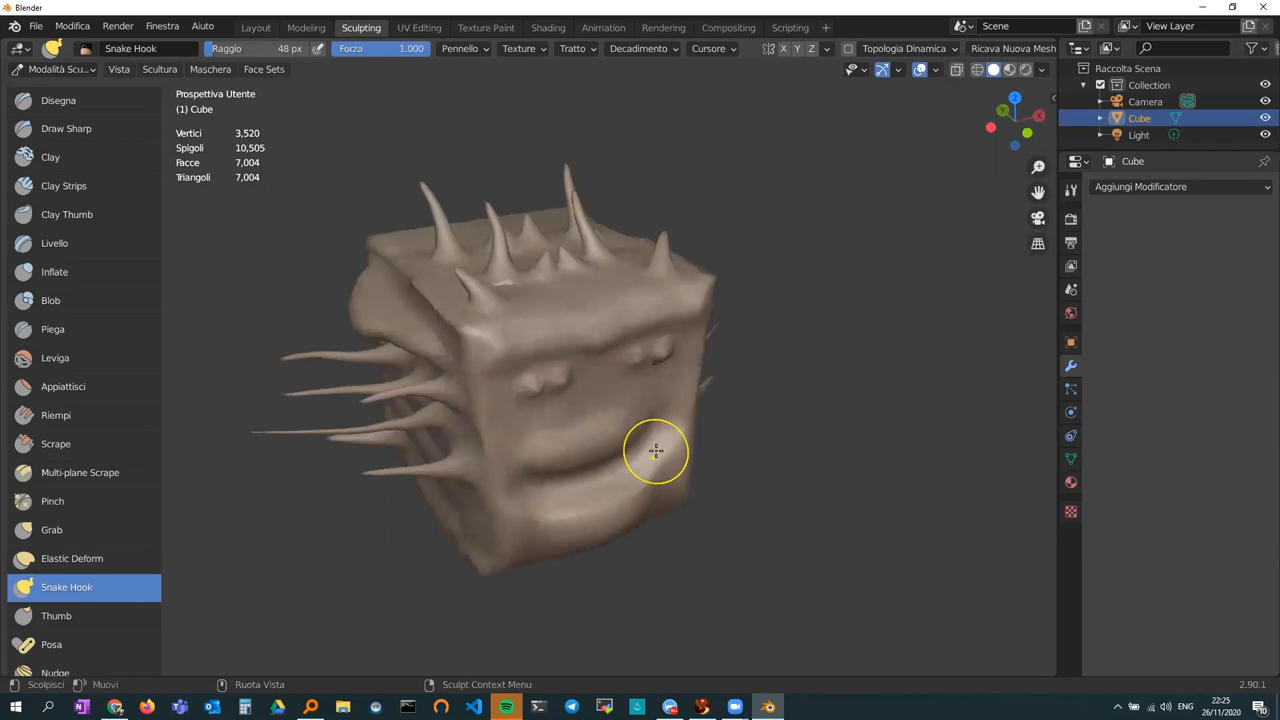 Blender
File Modifica Render Finestra Aiuto Layout Modeling Sculpting UV Editing Texture Paint Shading Animation Rendering Compositing Scripting + Scene View Layer
Snake Hook Raggio 48 px Forza 1.000 Pennello Texture Tratto Decadimento Cursore X Y Z Topologia Dinamica Ricava Nuova Mesh
Modalità Scu... Vista Scultura Maschera Face Sets
Raccolta Scena
Collection
Camera
Cube
Light
Cube
Aggiungi Modificatore
Disegna
Draw Sharp
Clay
Clay Strips
Clay Thumb
Livello
Inflate
Blob
Piega
Leviga
Appiattisci
Riempi
Scrape
Multi-plane Scrape
Pinch
Grab
Elastic Deform
Snake Hook
Thumb
Posa
Nudge
Prospettiva Utente
(1) Cube
Vertici 3,520
Spigoli 10,505
Facce 7,004
Triangoli 7,004
X
Y
Z
Scolpisci Muovi Ruota Vista Sculpt Context Menu 2.90.1
22:25
26/11/2020